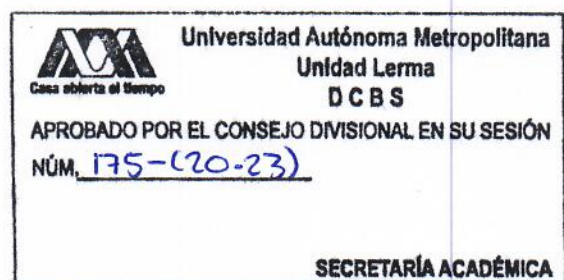 Universidad Autónoma Metropolitana
Unidad Lerma
Casa abierta al tiempo
D C B S
APROBADO POR EL CONSEJO DIVISIONAL EN SU SESIÓN
NÚM. 175-(20-23)
SECRETARÍA ACADÉMICA